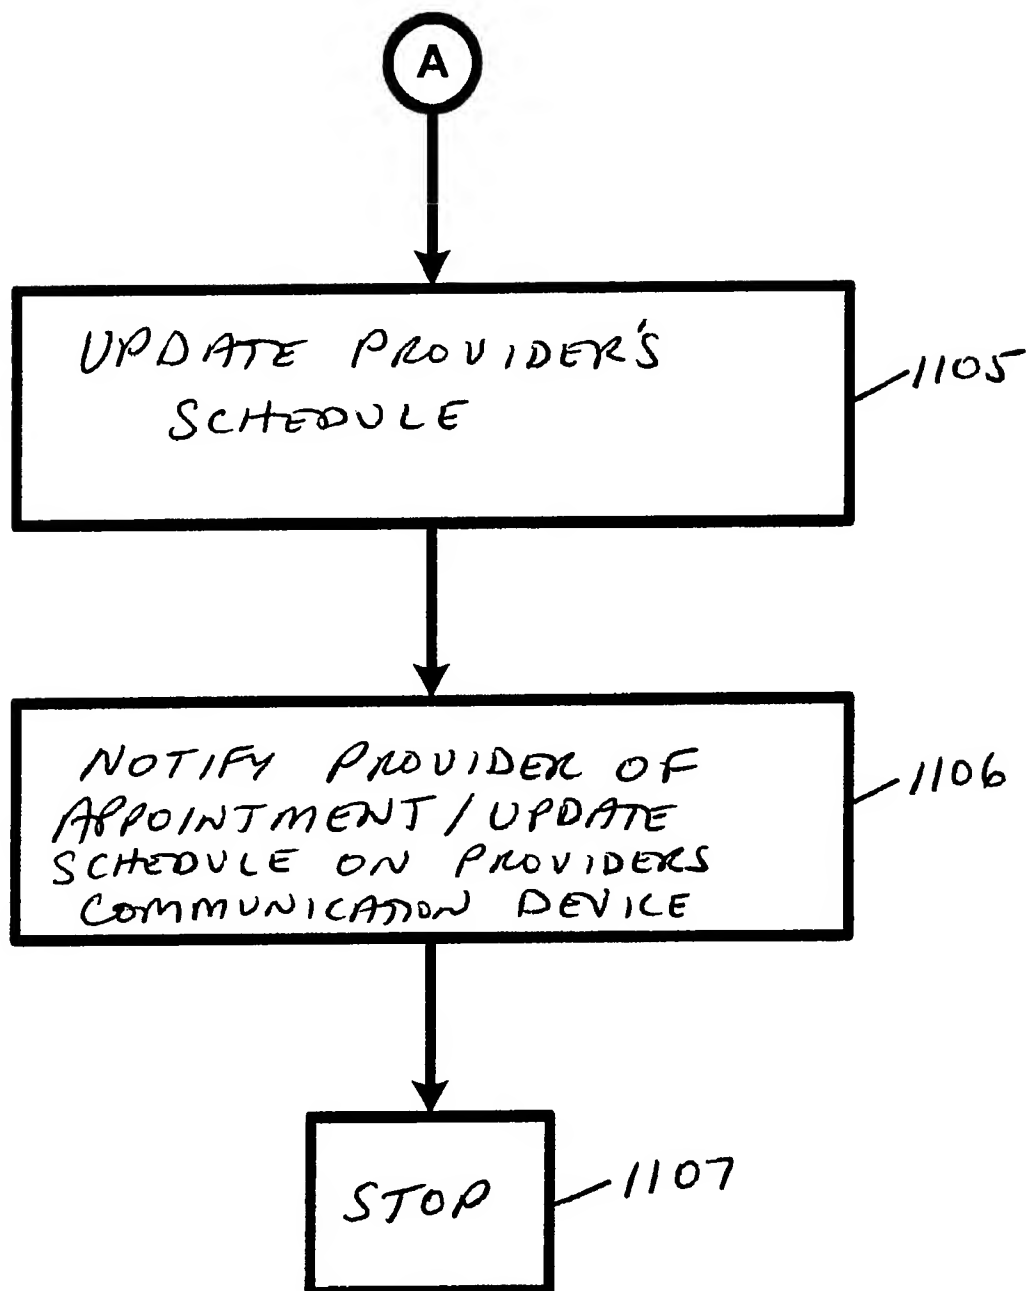 A
UPDATE PROVIDER'S
SCHEDULE
1105
NOTIFY PROVIDER OF
APPOINTMENT/UPDATE
SCHEDULE ON PROVIDERS
COMMUNICATION DEVICE
1106
STOP
1107